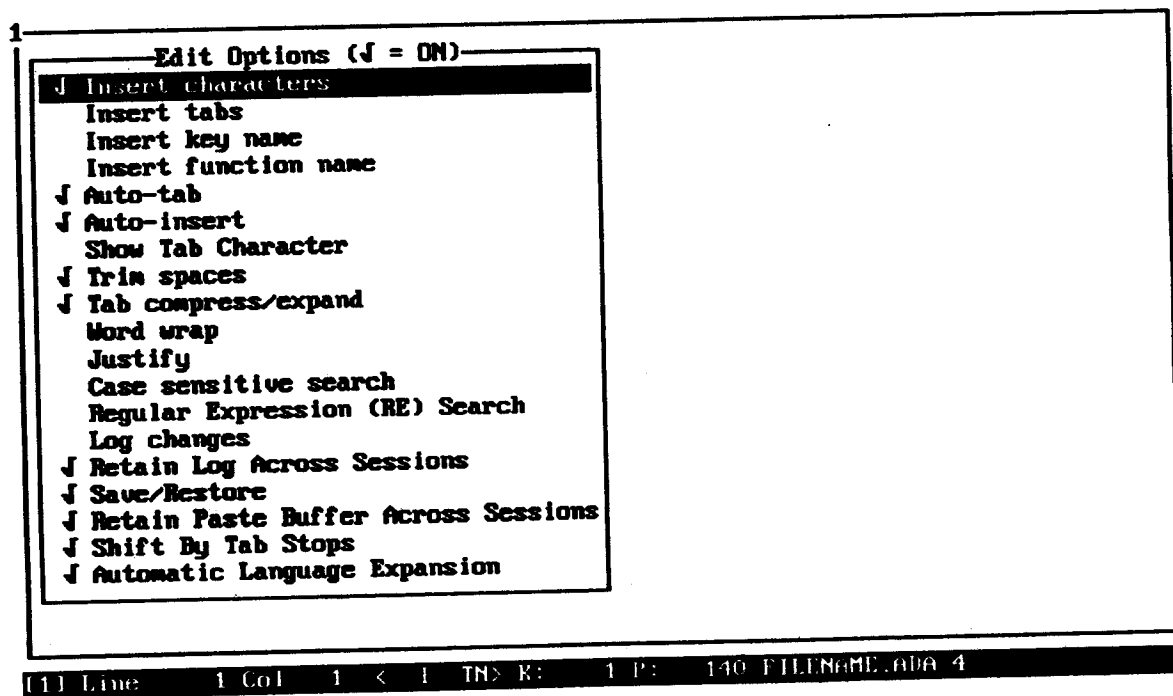 1
Edit Options (√ = ON)
√ Insert characters
Insert tabs
Insert key name
Insert function name
√ Auto-tab
√ Auto-insert
Show Tab Character
√ Trim spaces
√ Tab compress/expand
Word wrap
Justify
Case sensitive search
Regular Expression (RE) Search
Log changes
√ Retain Log Across Sessions
√ Save/Restore
√ Retain Paste Buffer Across Sessions
√ Shift By Tab Stops
√ Automatic Language Expansion
[1] Line 1 Col 1 < I TN> K: 1 P: 140 FILENAME.ADA 4